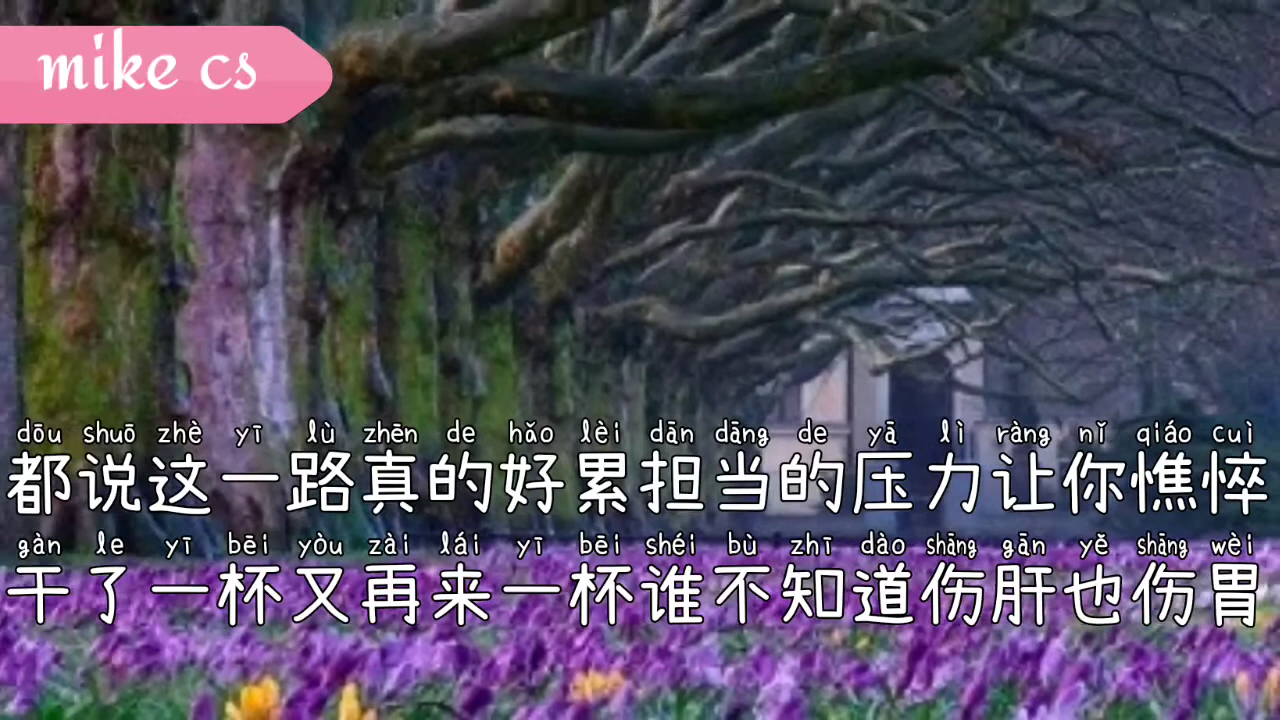 mike cs
dōu shuō zhè yī lù zhēn de hǎo lèi dān dāng de yā lì ràng nǐ qiáo cuì
都说这一路真的好累担当的压力让你憔悴
gàn le yī bēi yòu zài lái yī bēi shéi bù zhī dào shāng gān yě shāng wèi
干了一杯又再来一杯谁不知道伤肝也伤胃